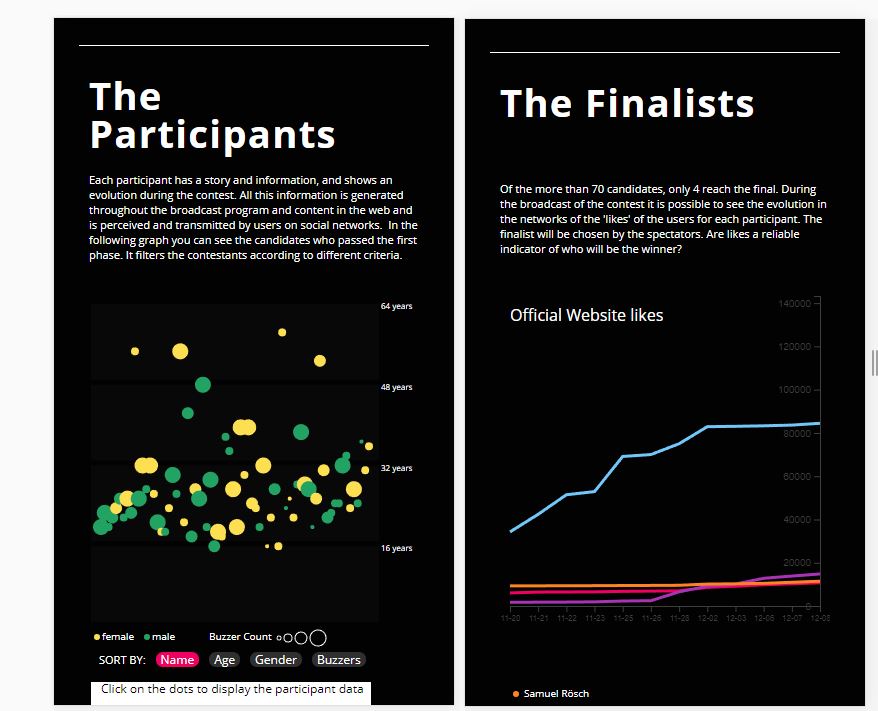 The
Participants
Each participant has a story and information, and shows an
evolution during the contest. All this information is generated
throughout the broadcast program and content in the web and
is perceived and transmitted by users on social networks. In the
following graph you can see the candidates who passed the first
phase. It filters the contestants according to different criteria.
64 years
48 years
32 years
16 years
female male Buzzer Count
SORT BY: Name Age Gender Buzzers
Click on the dots to display the participant data
The Finalists
Of the more than 70 candidates, only 4 reach the final. During
the broadcast of the contest it is possible to see the evolution in
the networks of the 'likes' of the users for each participant. The
finalist will be chosen by the spectators. Are likes a reliable
indicator of who will be the winner?
Official Website likes
140000
120000
100000
80000
60000
40000
20000
0
11-20 11-21 11-22 11-23 11-25 11-26 11-28 12-02 12-03 12-06 12-07 12-08
Samuel Rösch